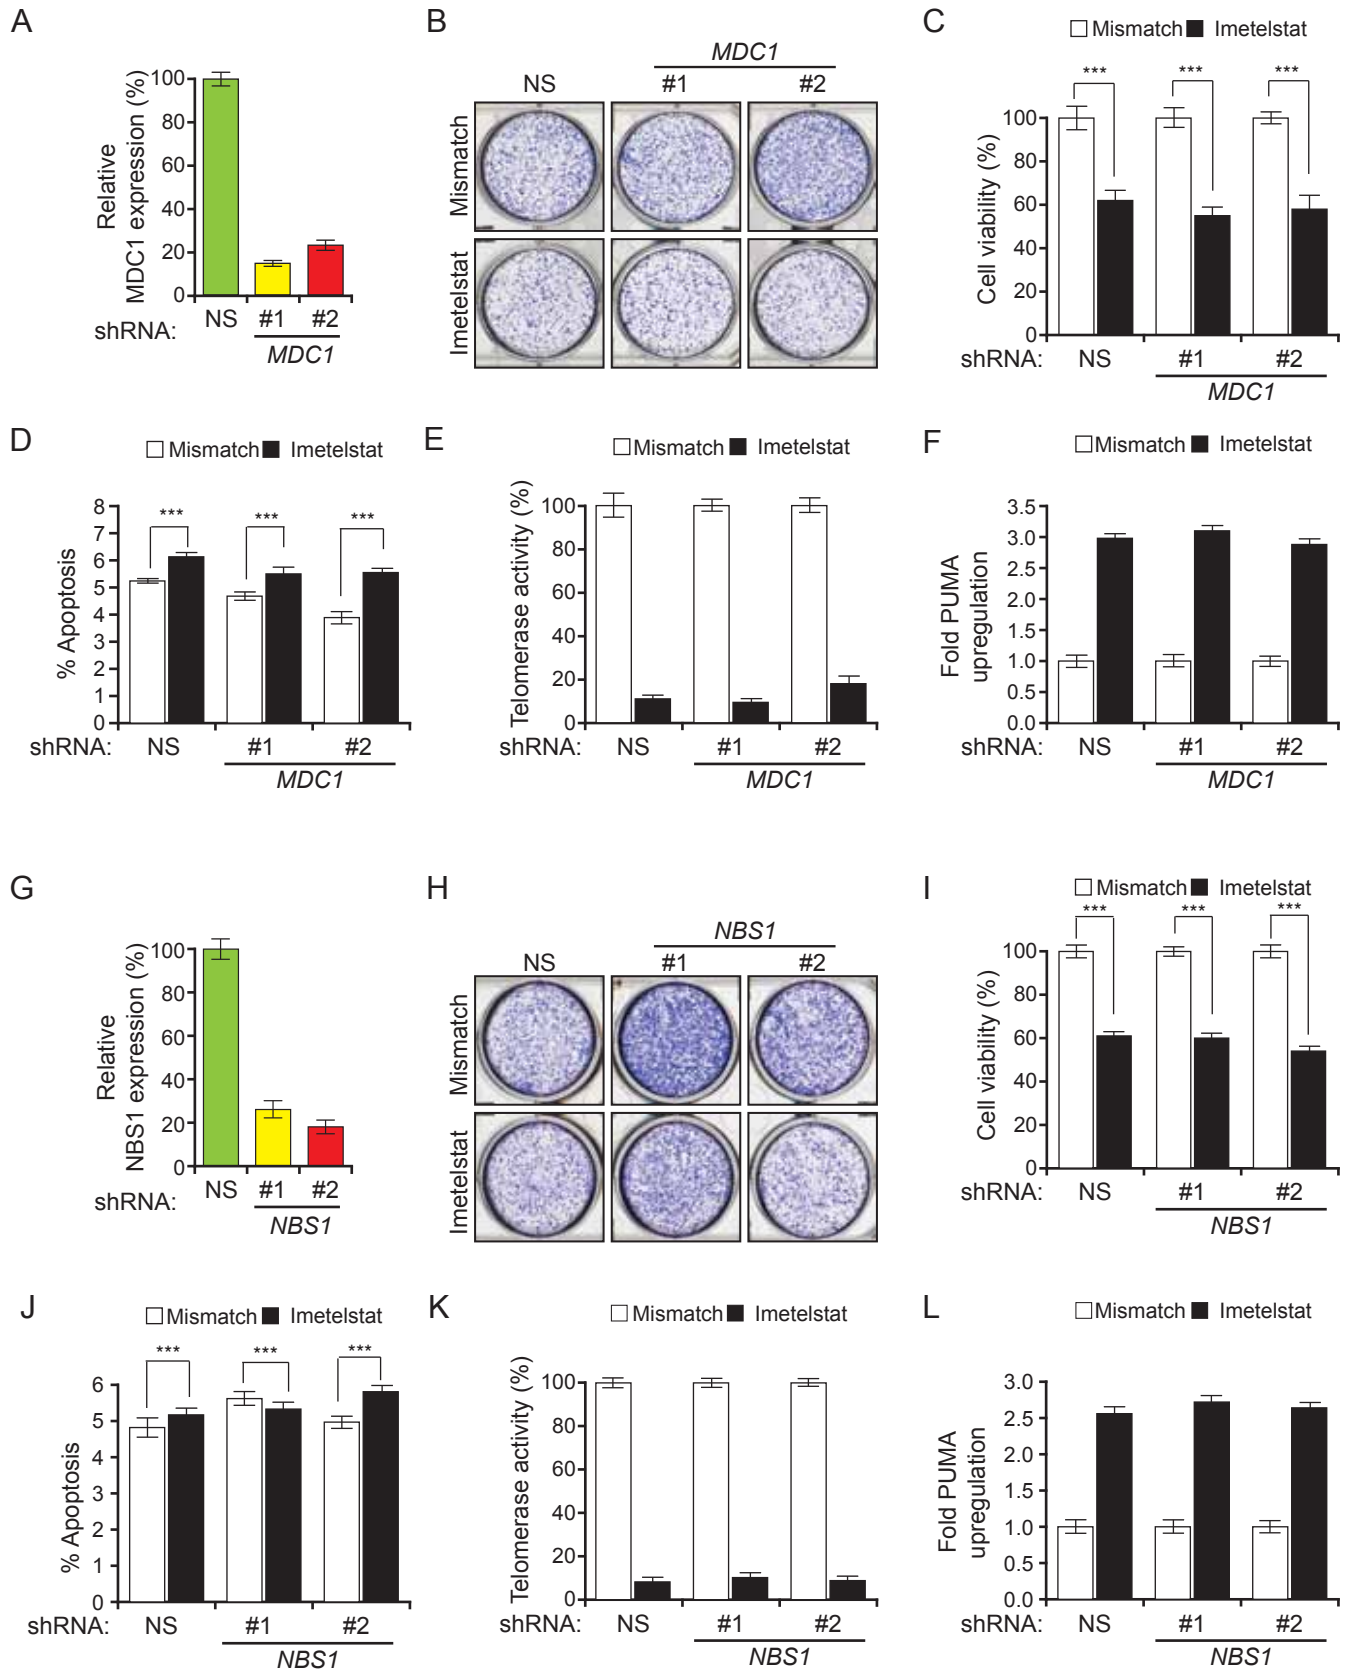 A
Relative
MDC1 expression (%)
100
80
60
40
20
0
shRNA: NS #1 #2
MDC1
B
MDC1
NS #1 #2
Mismatch
Imetelstat
C
Mismatch Imetelstat
*** *** ***
Cell viability (%)
100
80
60
40
20
0
shRNA: NS #1 #2
MDC1
D
Mismatch Imetelstat
*** *** ***
% Apoptosis
8
7
6
5
4
3
2
1
0
shRNA: NS #1 #2
MDC1
E
Mismatch Imetelstat
Telomerase activity (%)
100
80
60
40
20
0
shRNA: NS #1 #2
MDC1
F
Mismatch Imetelstat
Fold PUMA
upregulation
3.5
3.0
2.5
2.0
1.5
1.0
0.5
0.0
shRNA: NS #1 #2
MDC1
G
Relative
NBS1 expression (%)
100
80
60
40
20
0
shRNA: NS #1 #2
NBS1
H
NBS1
NS #1 #2
Mismatch
Imetelstat
I
Mismatch Imetelstat
*** *** ***
Cell viability (%)
100
80
60
40
20
0
shRNA: NS #1 #2
NBS1
J
Mismatch Imetelstat
*** *** ***
% Apoptosis
6
5
4
3
2
1
0
shRNA: NS #1 #2
NBS1
K
Mismatch Imetelstat
Telomerase activity (%)
100
80
60
40
20
0
shRNA: NS #1 #2
NBS1
L
Mismatch Imetelstat
Fold PUMA
upregulation
3.0
2.5
2.0
1.5
1.0
0.5
0.0
shRNA: NS #1 #2
NBS1